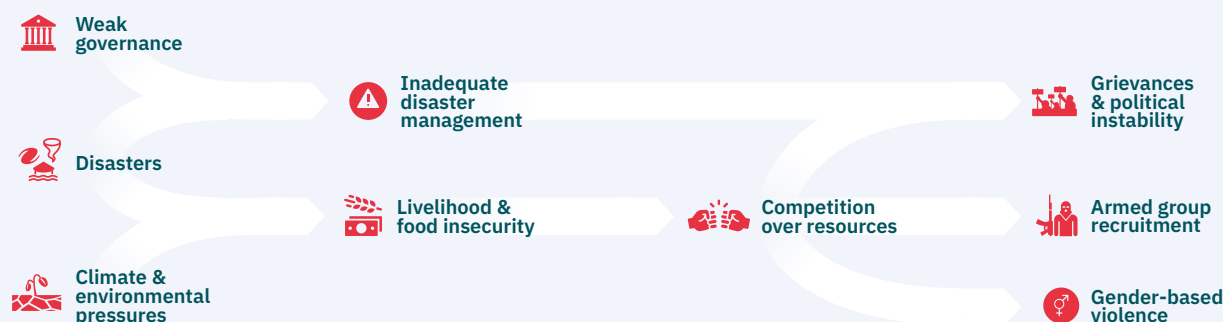 Weak
governance
Inadequate
disaster
management
Grievances
& political
instability
Disasters
Livelihood &
food insecurity
Competition
over resources
Armed group
recruitment
Climate &
environmental
pressures
Gender-based
violence